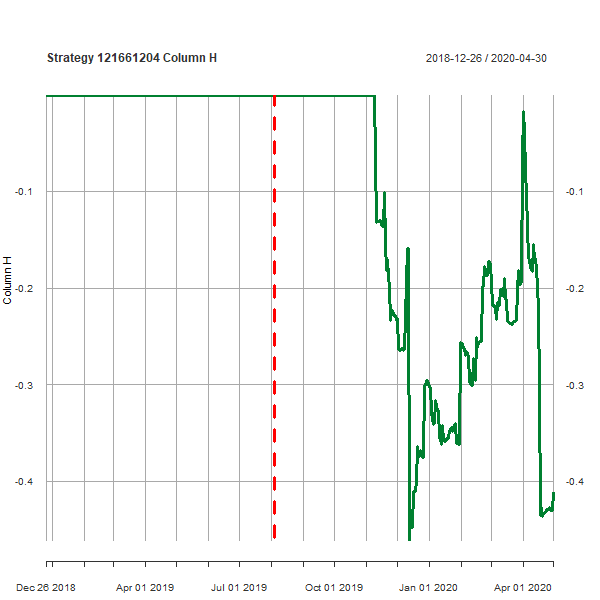 Strategy 121661204 Column H
2018-12-26 / 2020-04-30
Column H
-0.1
-0.2
-0.3
-0.4
-0.1
-0.2
-0.3
-0.4
Dec 26 2018
Apr 01 2019
Jul 01 2019
Oct 01 2019
Jan 01 2020
Apr 01 2020